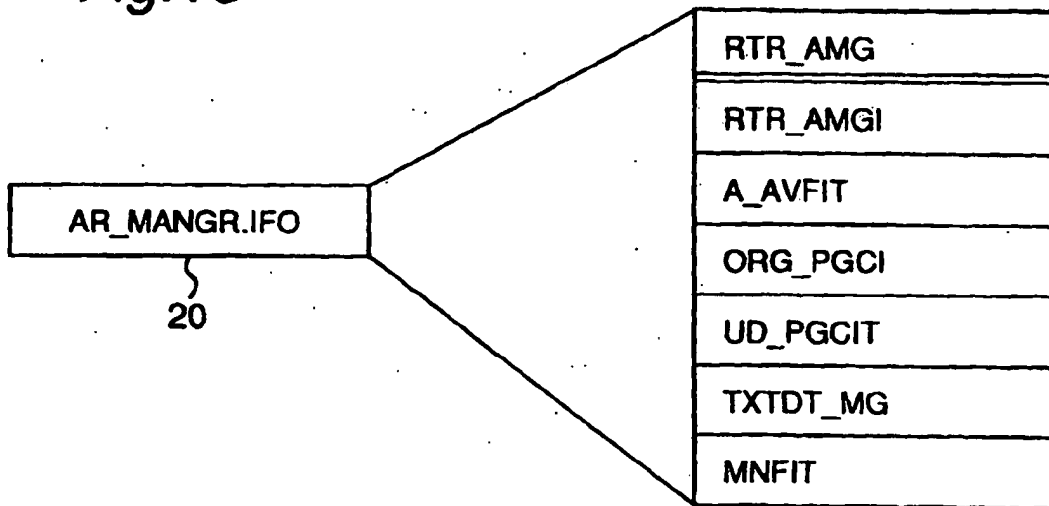 RTR_AMG
RTR_AMGI
A_AVFIT
AR_MANGR.IFO
ORG_PGCI
20
UD_PGCIT
TXTDT_MG
MNFIT